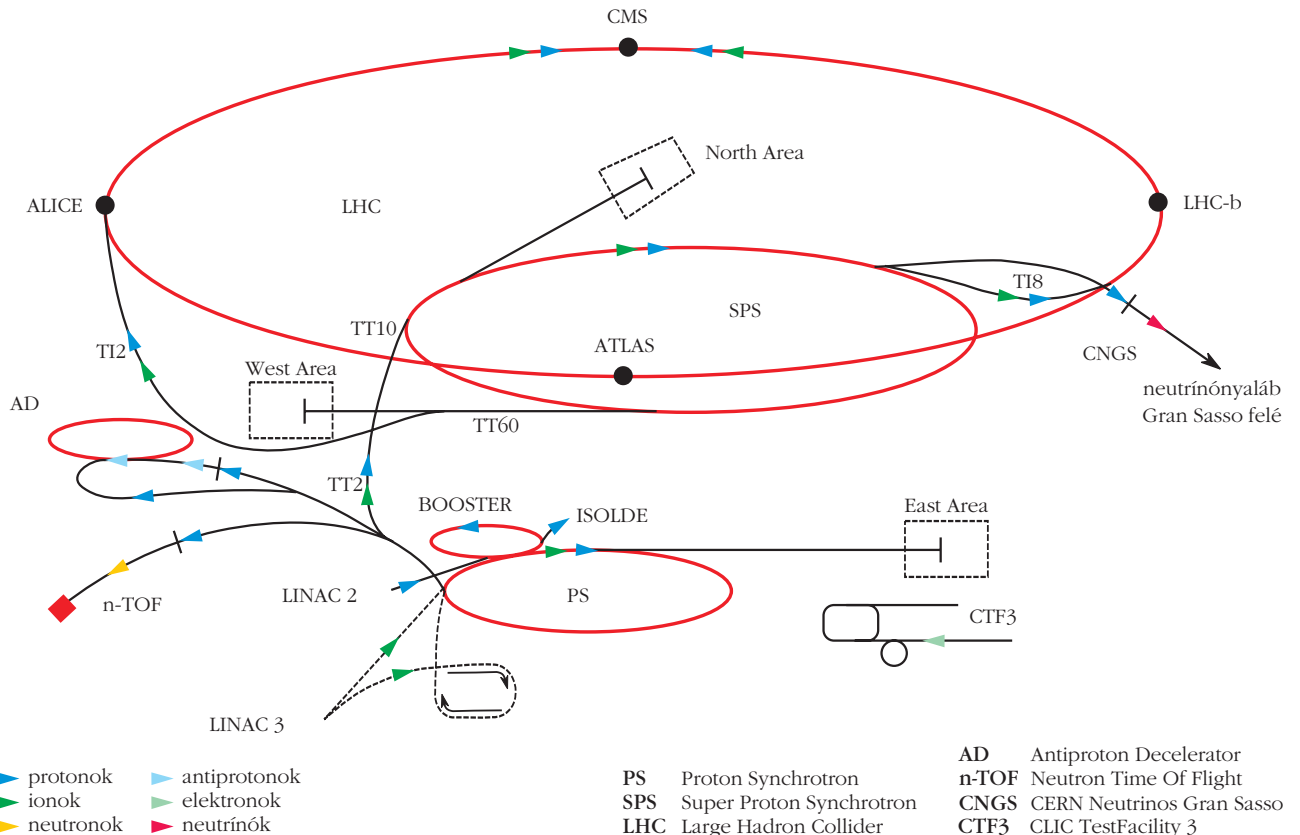 CMS
North Area
ALICE
LHC
LHC-b
TI8
SPS
TT10
ATLAS
CNGS
TI2
West Area
neutrínónyaláb
Gran Sasso felé
AD
TT60
TT2
BOOSTER
ISOLDE
East Area
LINAC 2
PS
n-TOF
CTF3
LINAC 3
protonok
ionok
neutronok
antiprotonok
elektronok
neutrínók
PS Proton Synchrotron
SPS Super Proton Synchrotron
LHC Large Hadron Collider
AD Antiproton Decelerator
n-TOF Neutron Time Of Flight
CNGS CERN Neutrinos Gran Sasso
CTF3 CLIC TestFacility 3